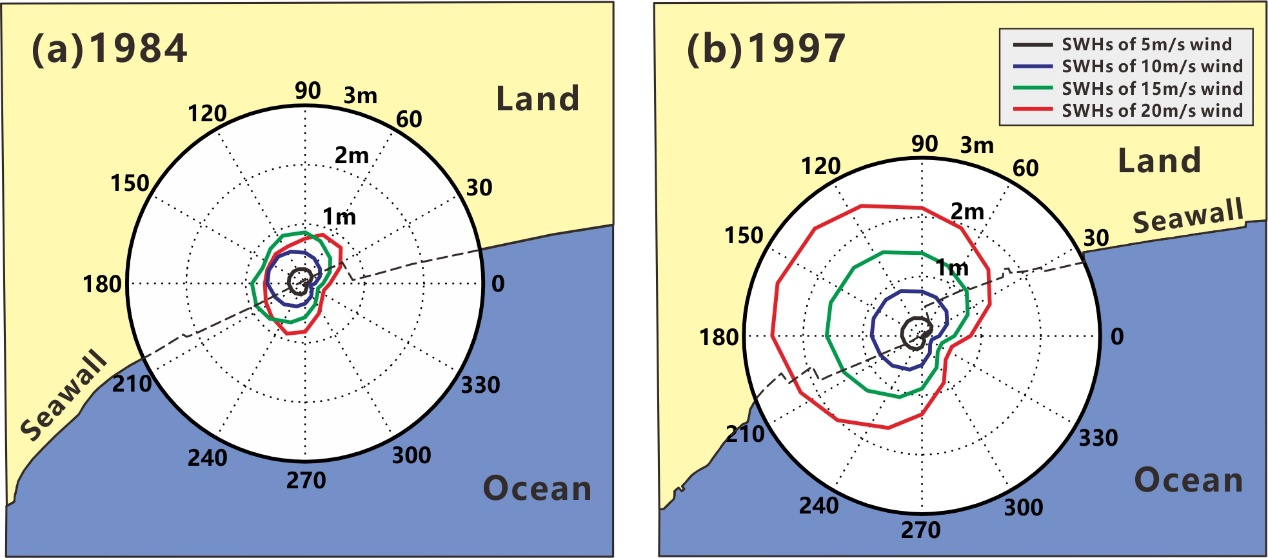 (a)1984
90
3m
120
60
Land
2m
150
30
1m
180
0
Seawall
210
330
240
300
270
Ocean
(b)1997
SWHs of 5m/s wind
SWHs of 10m/s wind
SWHs of 15m/s wind
SWHs of 20m/s wind
90
3m
120
60
Land
2m
Seawall
150
30
1m
180
0
210
330
240
300
270
Ocean